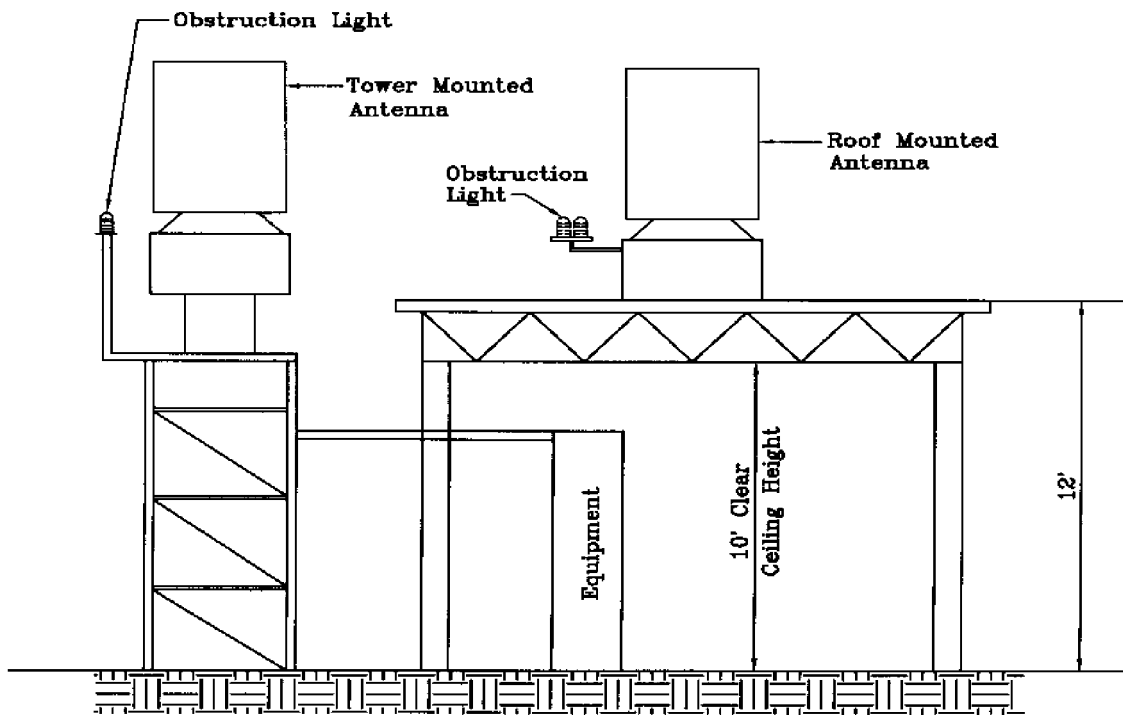 Obstruction Light
Tower Mounted
Antenna
Roof Mounted
Antenna
Obstruction
Light
Equipment
10' Clear
Ceiling Height
12'